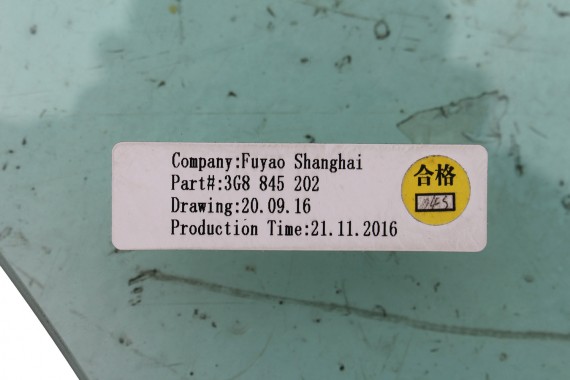 Company:Fuyao Shanghai
Part#:3G8 845 202
Drawing:20.09.16
Production Time:21.11.2016
合格